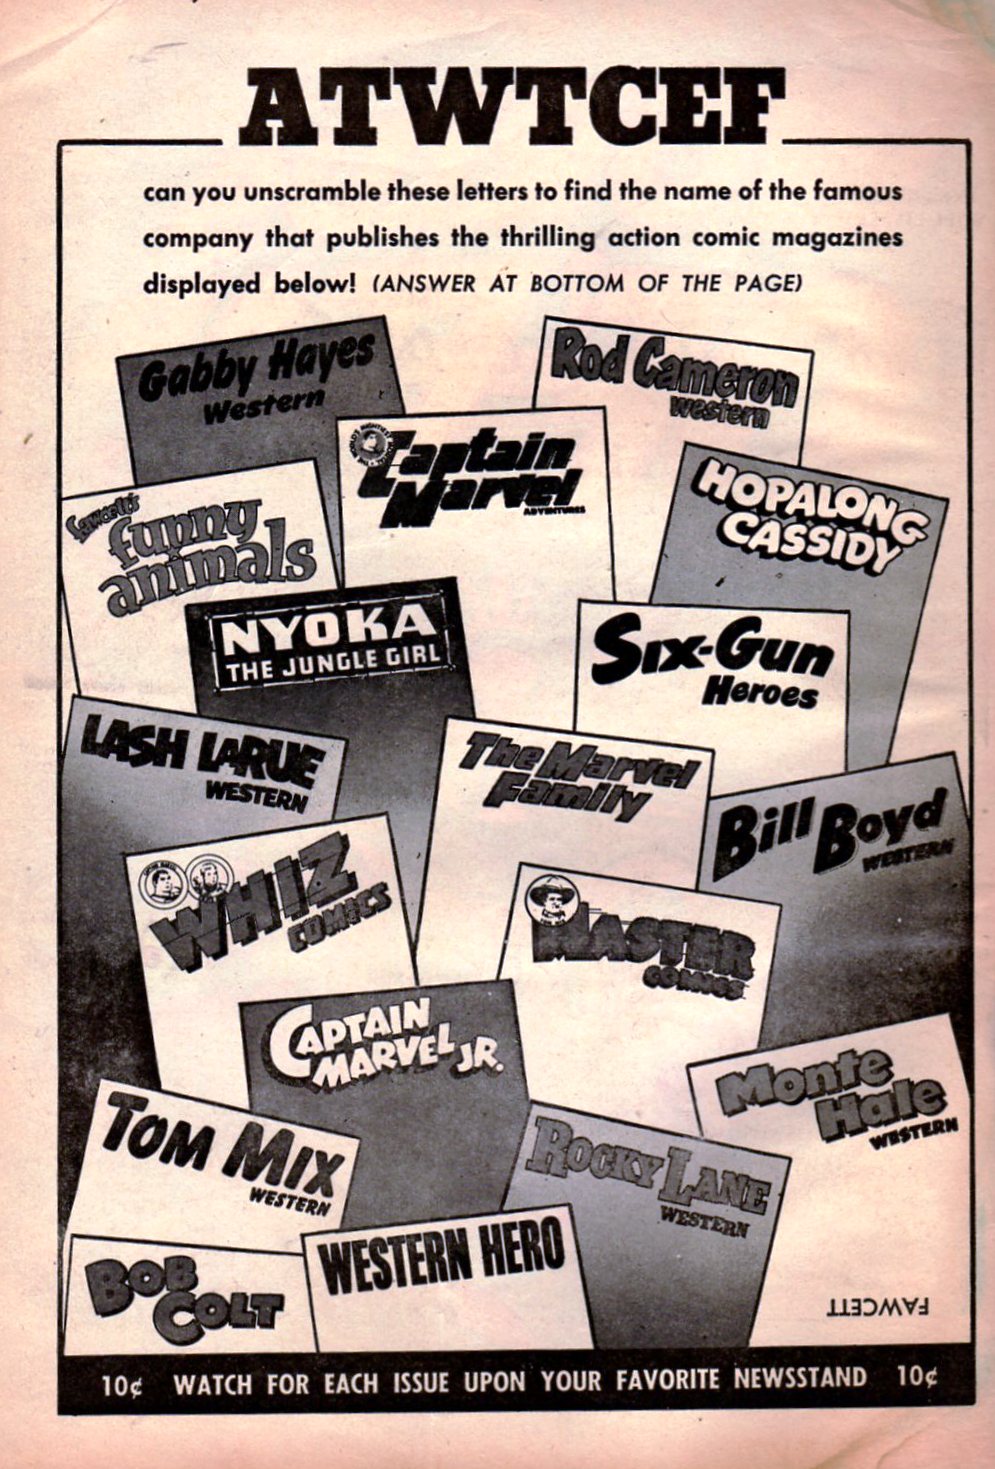 ATWTCEF
can you unscramble these letters to find the name of the famous
company that publishes the thrilling action comic magazines
displayed below! (ANSWER AT BOTTOM OF THE PAGE)
Gabby Hayes
Western
Rod Cameron
Western
Captain
Marvel
ADVENTURES
HOPALONG
CASSIDY
Fawcett's
funny
animals
NYOKA
THE JUNGLE GIRL
SIX-GUN
HEROES
LASH LARUE
WESTERN
The Marvel
Family
Bill Boyd
WESTERN
WHIZ
COMICS
MASTER
COMICS
CAPTAIN
MARVEL JR.
MONTE
HALE
WESTERN
TOM MIX
WESTERN
ROCKY LANE
WESTERN
BOB
COLT
WESTERN HERO
FAWCETT
10¢ WATCH FOR EACH ISSUE UPON YOUR FAVORITE NEWSSTAND 10¢